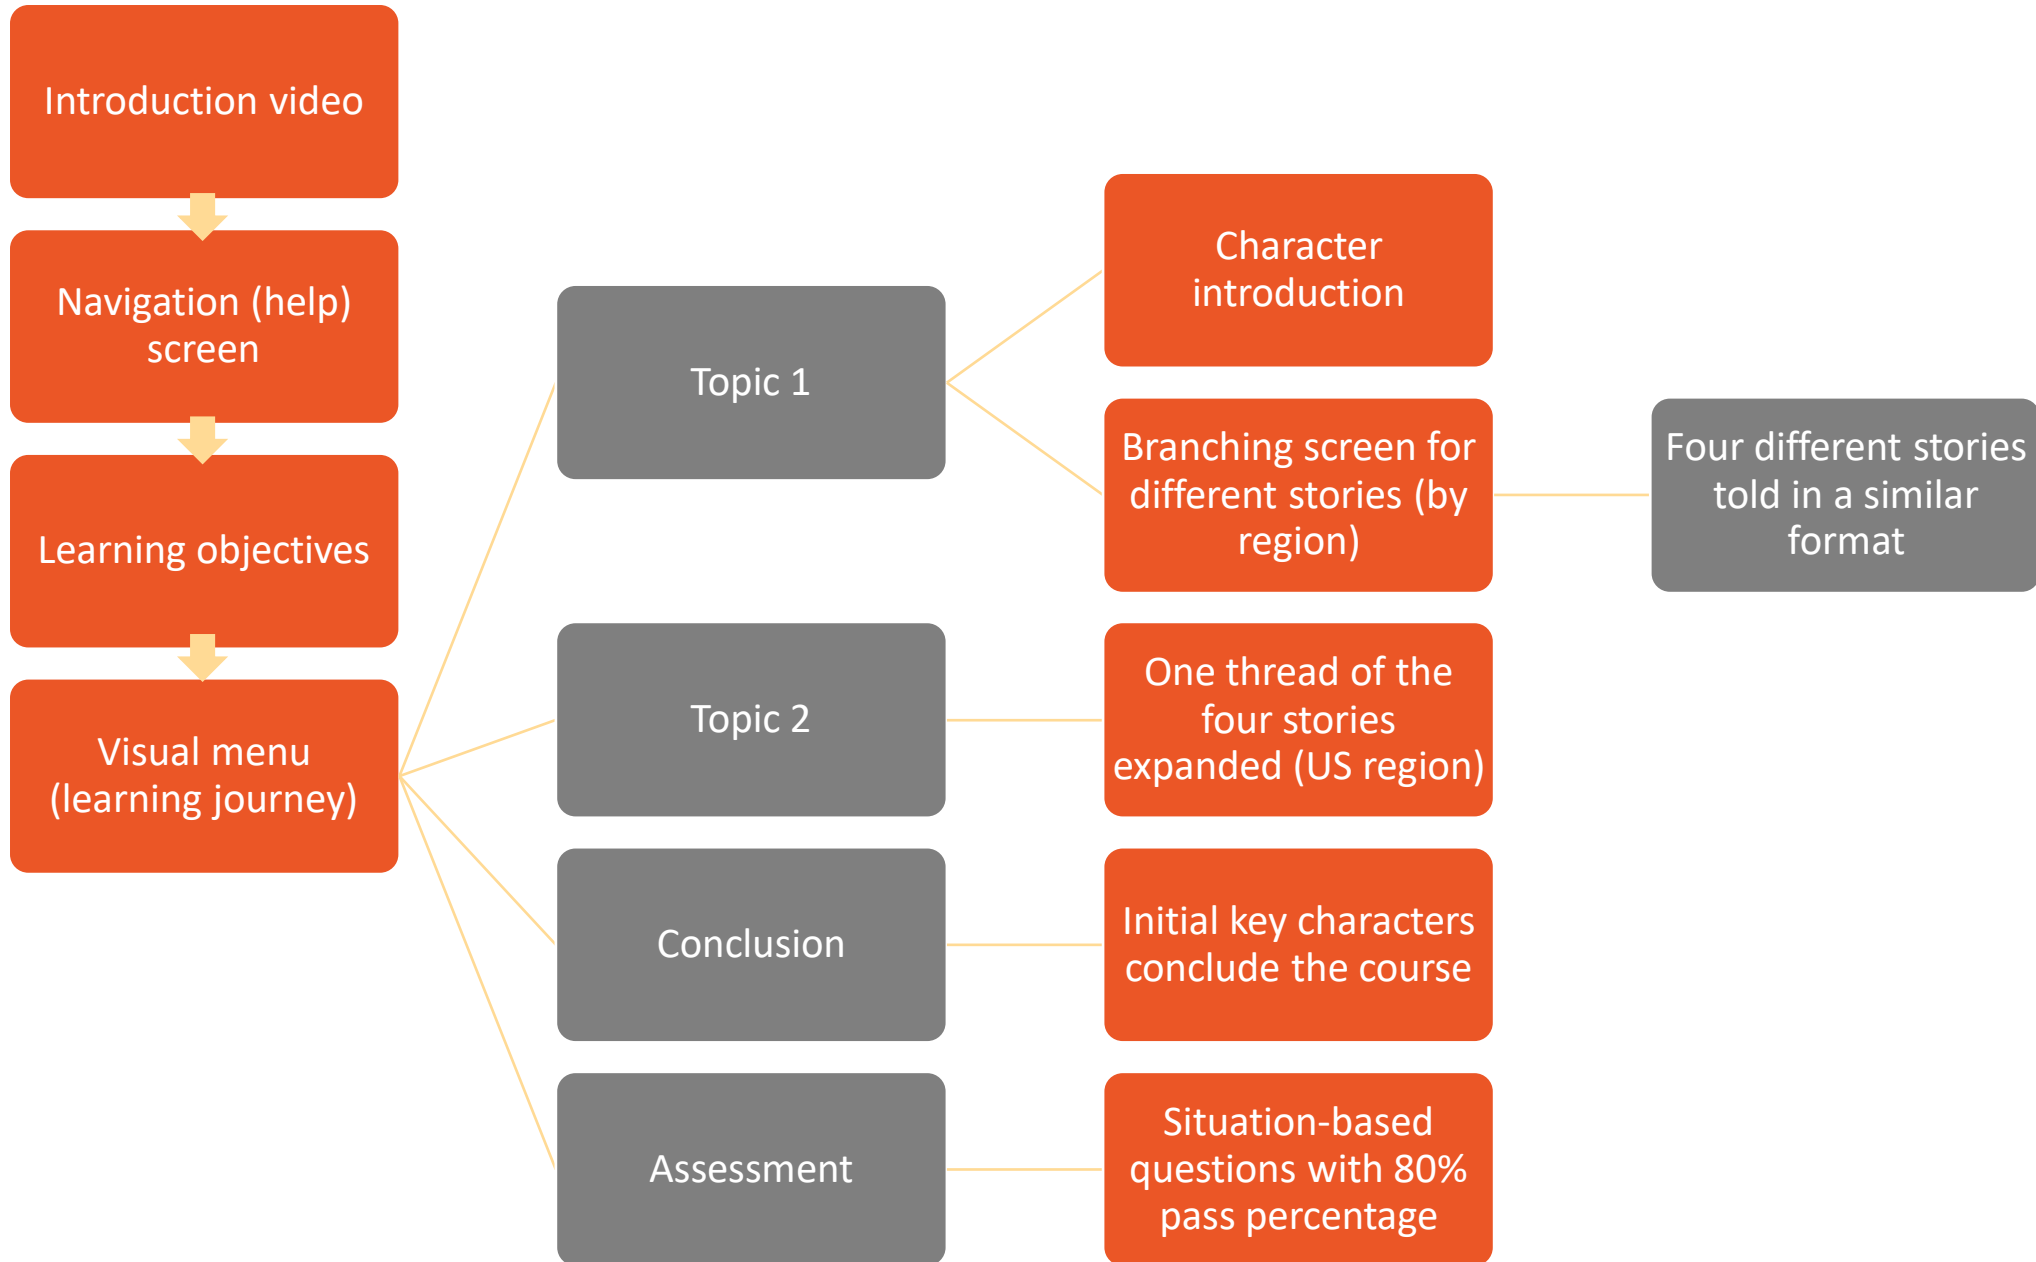 Introduction video
Navigation (help)
screen
Learning objectives
Visual menu
(learning journey)
Topic 1
Character
introduction
Branching screen for
different stories (by
region)
Four different stories
told in a similar
format
Topic 2
One thread of the
four stories
expanded (US region)
Conclusion
Initial key characters
conclude the course
Assessment
Situation-based
questions with 80%
pass percentage